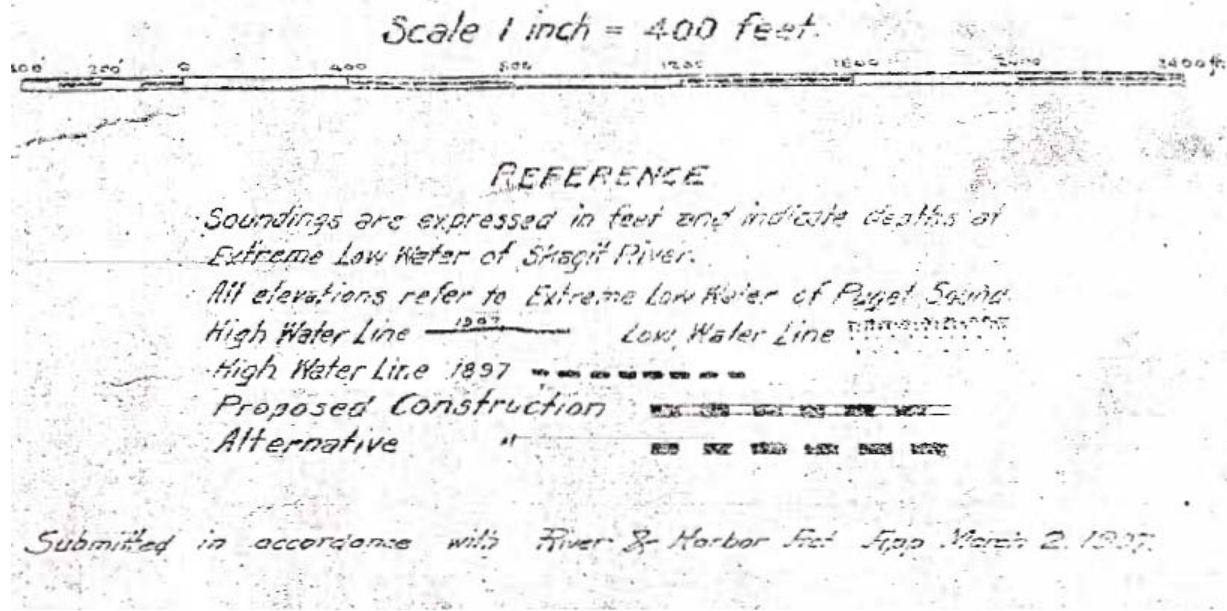 Scale 1 inch = 400 feet.
400 200 0 400 800 1200 1600 2000 2400 ft.
REFERENCE
Soundings are expressed in feet and indicate depths at
Extreme Low Water of Skagit River.
All elevations refer to Extreme Low Water of Puget Sound.
High Water Line 1907 Low Water Line
High Water Line 1897
Proposed Construction
Alternative "
Submitted in accordance with River & Harbor Act App March 2. 1907.